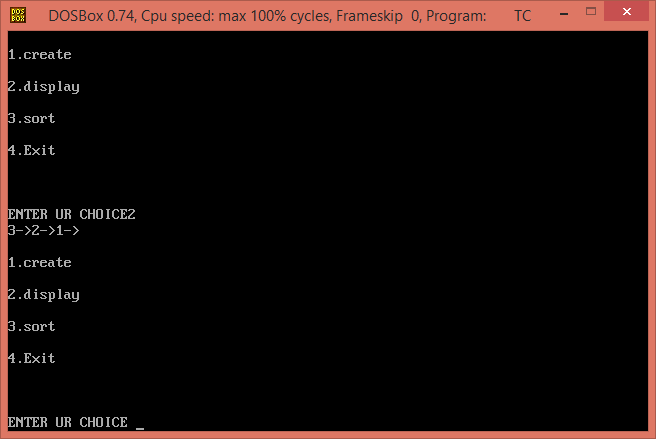 DOS
BOX
DOSBox 0.74, Cpu speed: max 100% cycles, Frameskip 0, Program: TC
1.create
2.display
3.sort
4.Exit
ENTER UR CHOICE2
3->2->1->
1.create
2.display
3.sort
4.Exit
ENTER UR CHOICE _